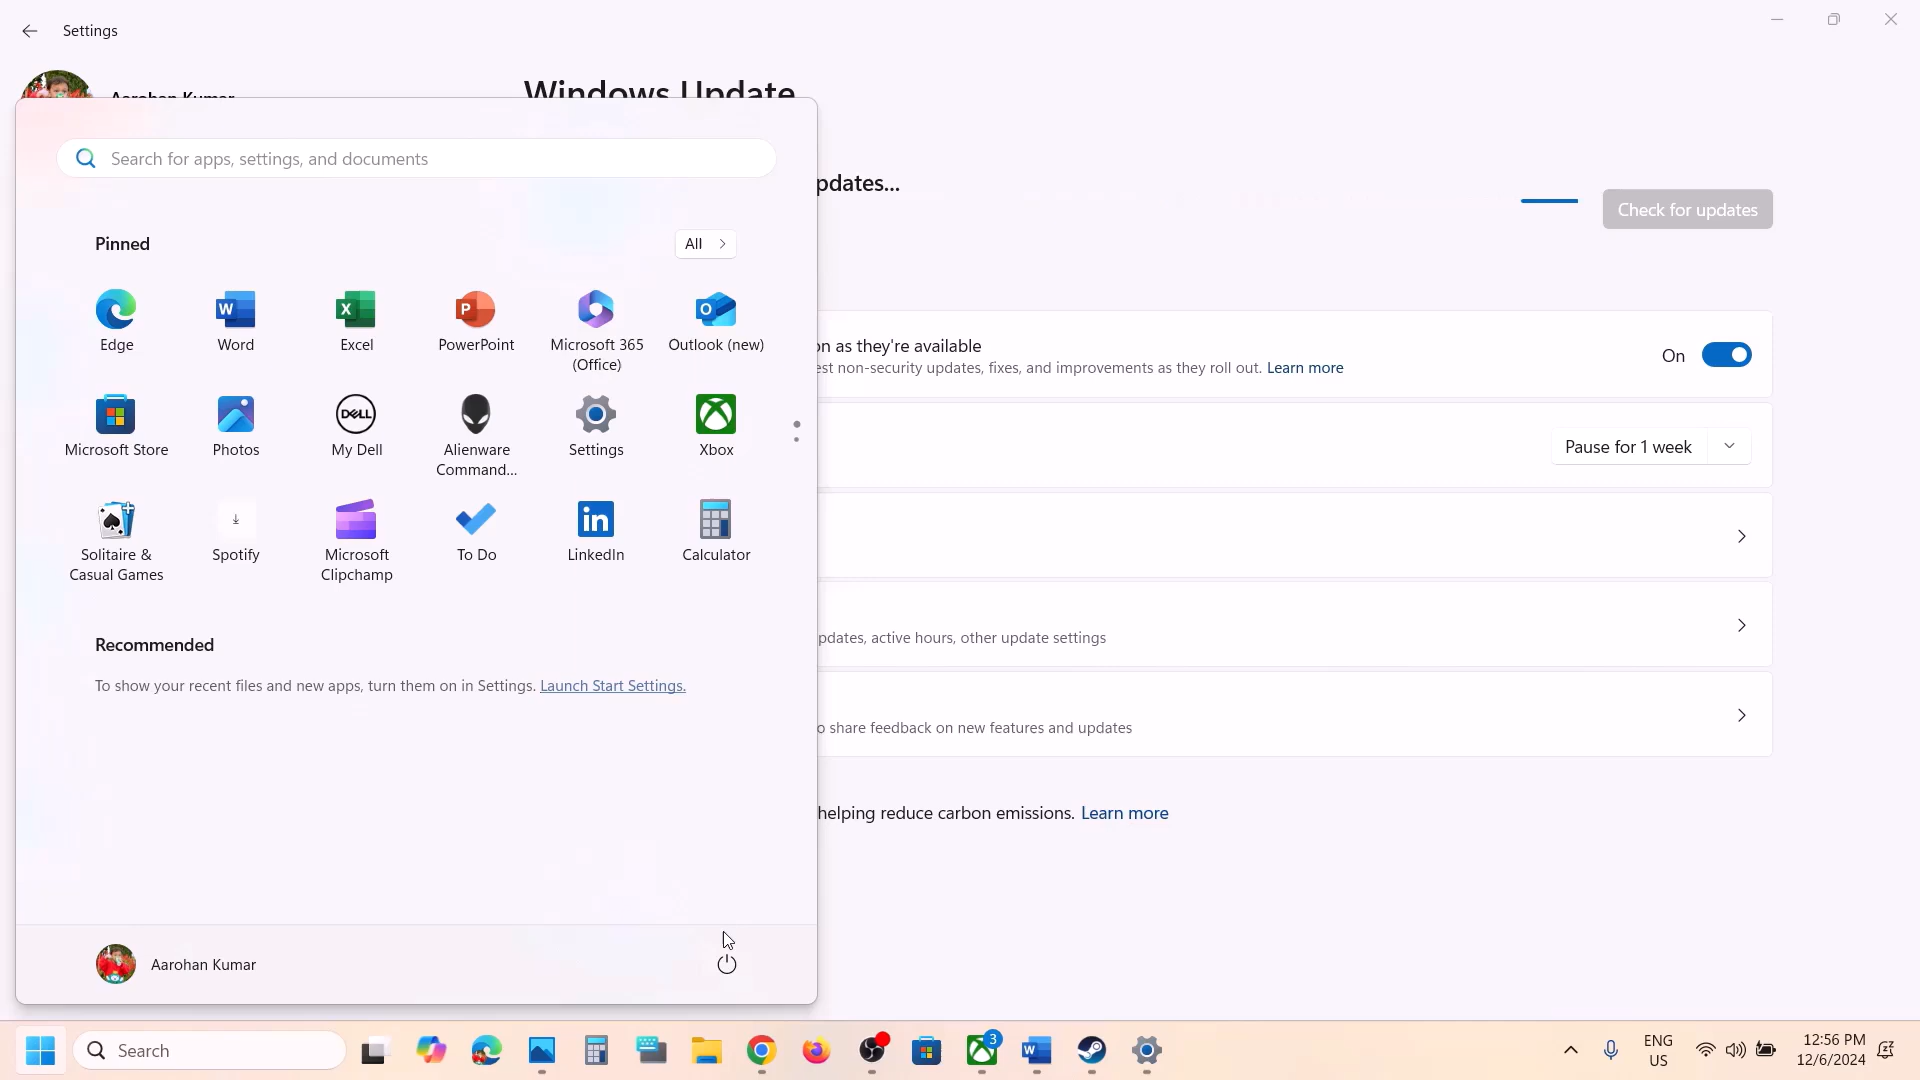 Settings
Aarohan Kumar
Windows Update
Search for apps, settings, and documents
pdates...
Check for updates
Pinned
All
Edge
Word
Excel
PowerPoint
Microsoft 365
(Office)
Outlook (new)
on as they're available
est non-security updates, fixes, and improvements as they roll out. Learn more
On
Microsoft Store
Photos
DELL
My Dell
Alienware
Command...
Settings
Xbox
Pause for 1 week
Solitaire &
Casual Games
Spotify
Microsoft
Clipchamp
To Do
LinkedIn
Calculator
Recommended
To show your recent files and new apps, turn them on in Settings. Launch Start Settings.
pdates, active hours, other update settings
o share feedback on new features and updates
helping reduce carbon emissions. Learn more
Aarohan Kumar
Search
3
ENG
US
12:56 PM
12/6/2024